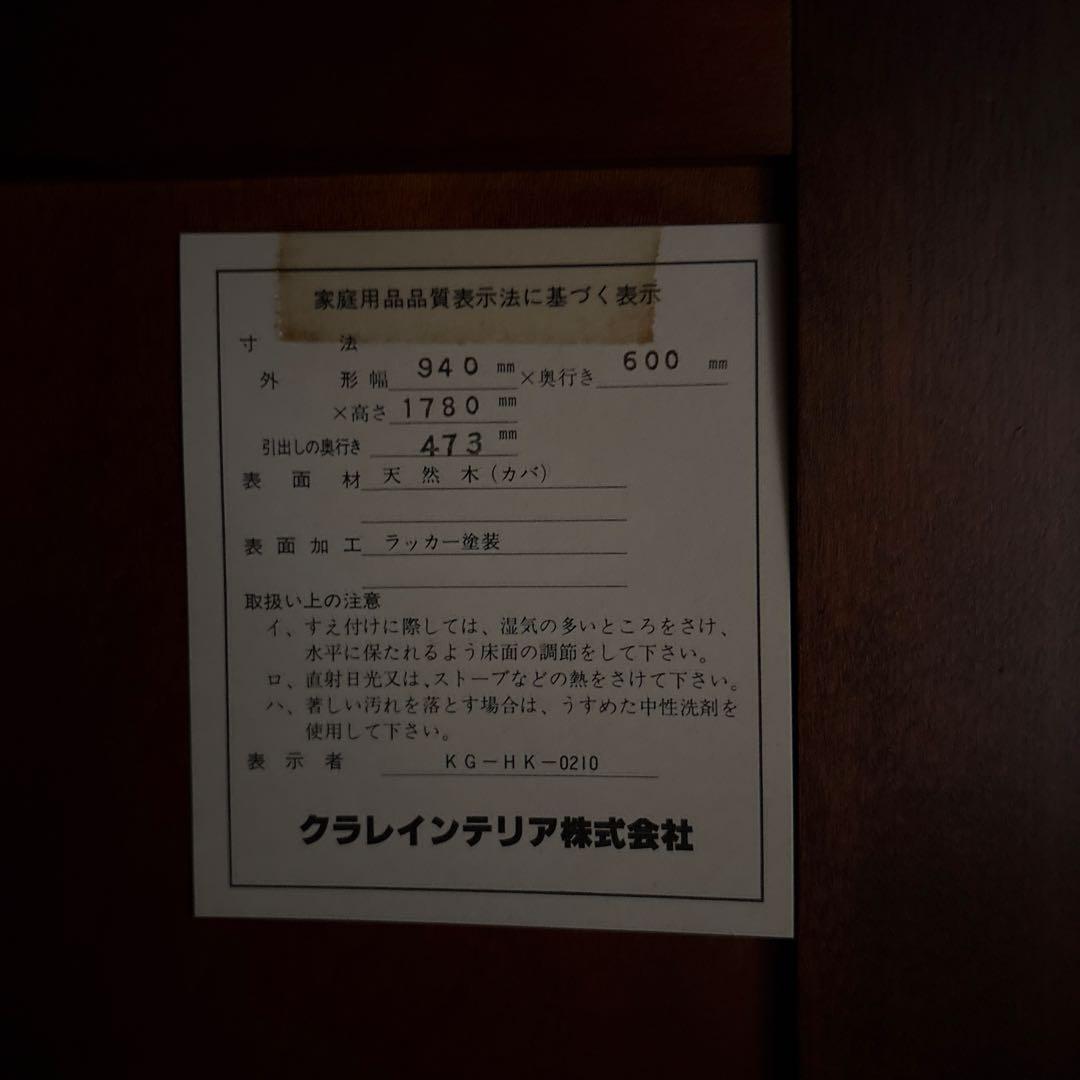 家庭用品品質表示法に基づく表示
寸法
外形 幅 940 mm ×奥行き 600 mm
×高さ 1780 mm
引出しの奥行き 473 mm
表面材 天然木(カバ)
表面加工 ラッカー塗装
取扱い上の注意
イ、すえ付けに際しては、湿気の多いところをさけ、
水平に保たれるよう床面の調節をして下さい。
ロ、直射日光又は、ストーブなどの熱をさけて下さい。
ハ、著しい汚れを落とす場合は、うすめた中性洗剤を
使用して下さい。
表示者 KG-HK-0210
クラレインテリア株式会社